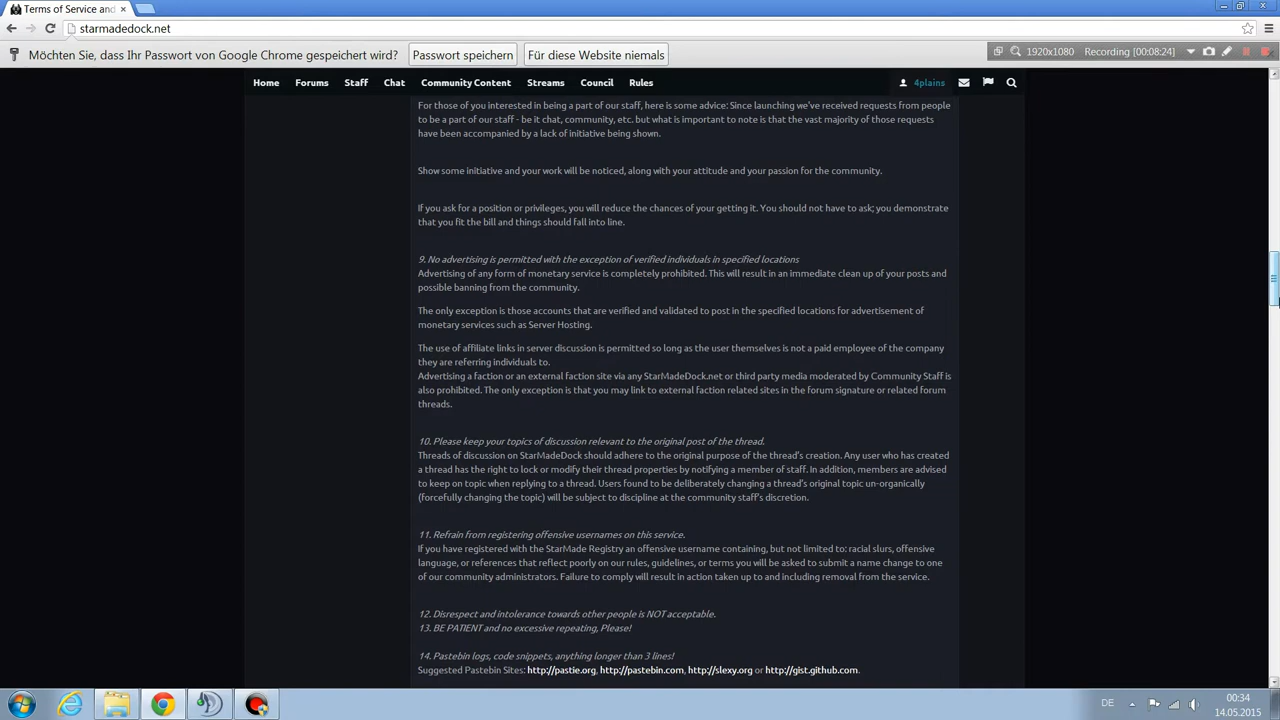 Terms of Service and
starmadedock.net
Möchten Sie, dass Ihr Passwort von Google Chrome gespeichert wird? Passwort speichern Für diese Website niemals
1920x1080 Recording [00:08:24]
Home Forums Staff Chat Community Content Streams Council Rules 4plains
For those of you interested in being a part of our staff, here is some advice: Since launching we've received requests from people
to be a part of our staff - be it chat, community, etc. but what is important to note is that the vast majority of those requests
have been accompanied by a lack of initiative being shown.
Show some initiative and your work will be noticed, along with your attitude and your passion for the community.
If you ask for a position or privileges, you will reduce the chances of your getting it. You should not have to ask; you demonstrate
that you fit the bill and things should fall into line.
9. No advertising is permitted with the exception of verified individuals in specified locations
Advertising of any form of monetary service is completely prohibited. This will result in an immediate clean up of your posts and
possible banning from the community.
The only exception is those accounts that are verified and validated to post in the specified locations for advertisement of
monetary services such as Server Hosting.
The use of affiliate links in server discussion is permitted so long as the user themselves is not a paid employee of the company
they are referring individuals to.
Advertising a faction or an external faction site via any StarMadeDock.net or third party media moderated by Community Staff is
also prohibited. The only exception is that you may link to external faction related sites in the forum signature or related forum
threads.
10. Please keep your topics of discussion relevant to the original post of the thread.
Threads of discussion on StarMadeDock should adhere to the original purpose of the thread's creation. Any user who has created
a thread has the right to lock or modify their thread properties by notifying a member of staff. In addition, members are advised
to keep on topic when replying to a thread. Users found to be deliberately changing a thread's original topic un-organically
(forcefully changing the topic) will be subject to discipline at the community staff's discretion.
11. Refrain from registering offensive usernames on this service.
If you have registered with the StarMade Registry an offensive username containing, but not limited to: racial slurs, offensive
language, or references that reflect poorly on our rules, guidelines, or terms you will be asked to submit a name change to one
of our community administrators. Failure to comply will result in action taken up to and including removal from the service.
12. Disrespect and intolerance towards other people is NOT acceptable.
13. BE PATIENT and no excessive repeating, Please!
14. Pastebin logs, code snippets, anything longer than 3 lines!
Suggested Pastebin Sites: http://pastie.org, http://pastebin.com, http://slexy.org or http://gist.github.com.
DE 00:34
14.05.2015